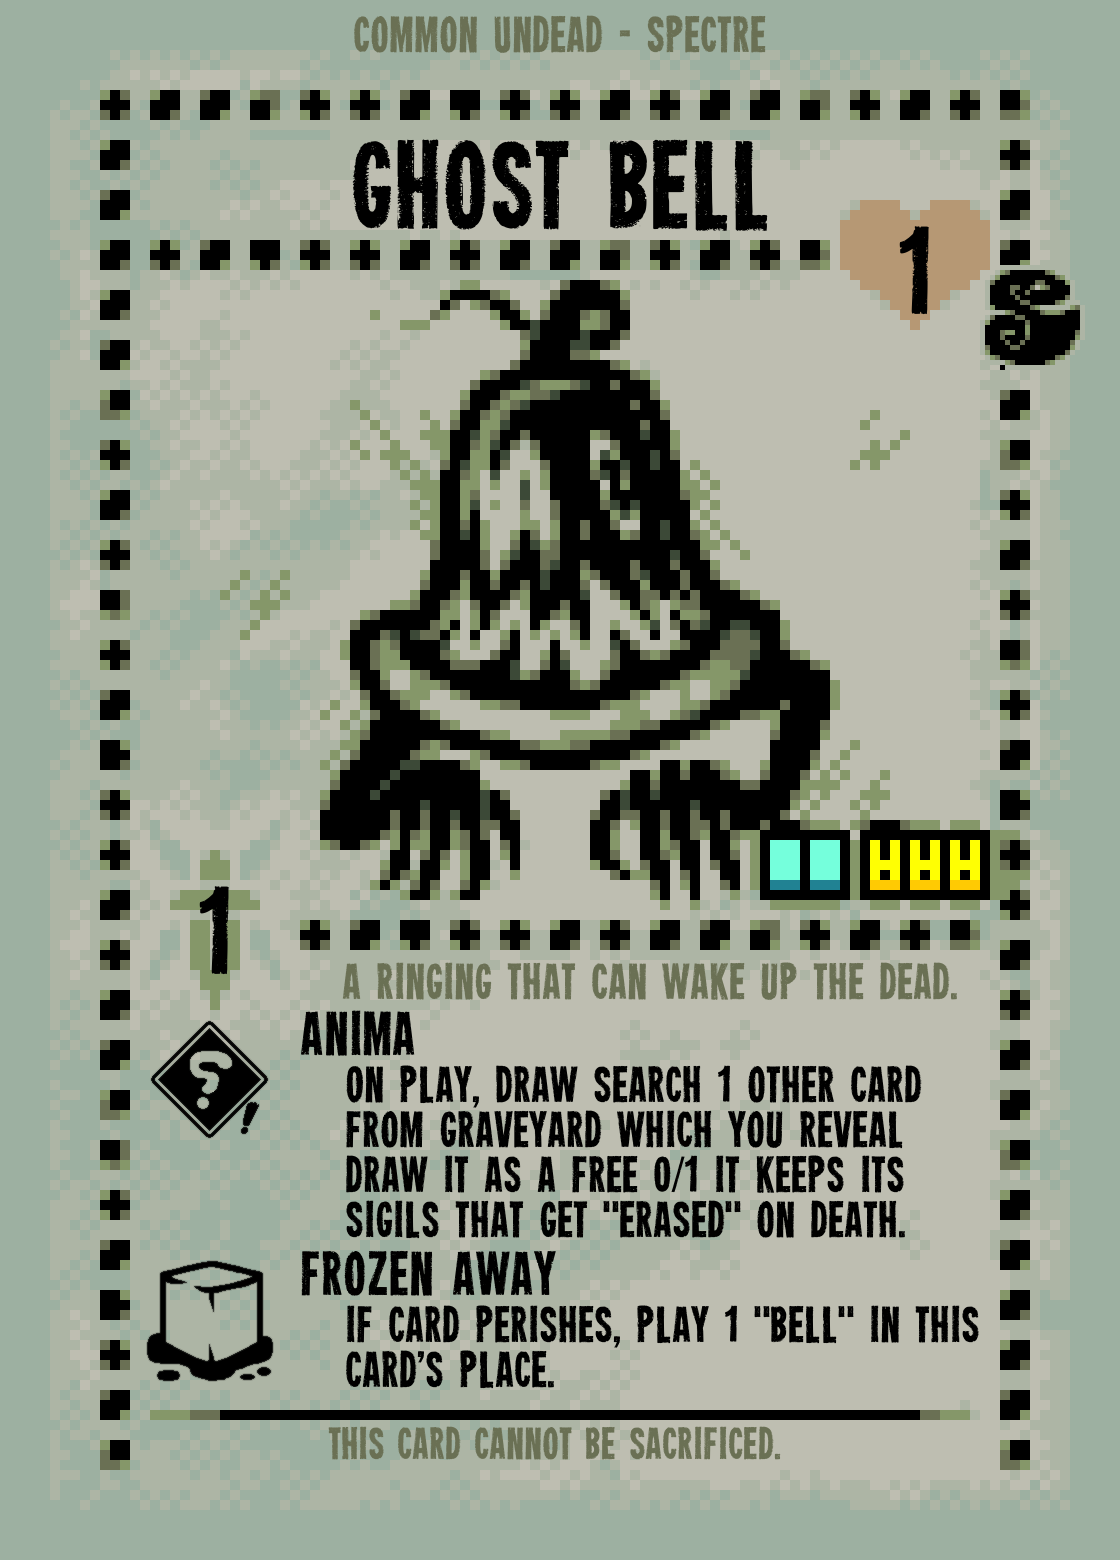 COMMON UNDEAD - SPECTRE
GHOST BELL
1
1
A RINGING THAT CAN WAKE UP THE DEAD.
ANIMA
ON PLAY, DRAW SEARCH 1 OTHER CARD
FROM GRAVEYARD WHICH YOU REVEAL
DRAW IT AS A FREE 0/1 IT KEEPS ITS
SIGILS THAT GET "ERASED" ON DEATH.
?!
FROZEN AWAY
IF CARD PERISHES, PLAY 1 "BELL" IN THIS
CARD'S PLACE.
THIS CARD CANNOT BE SACRIFICED.